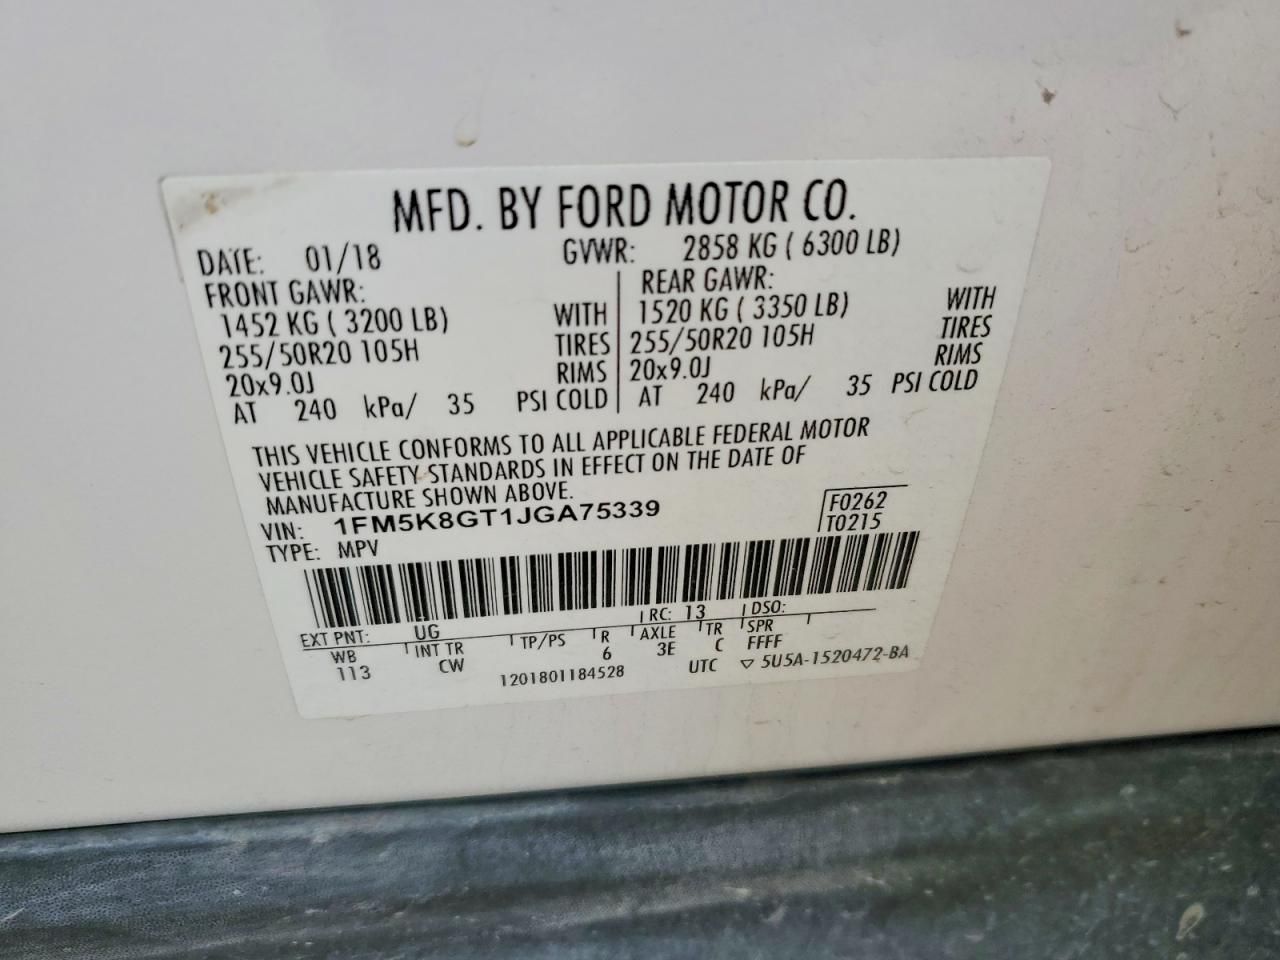 MFD. BY FORD MOTOR CO.
DATE: 01/18 GVWR: 2858 KG ( 6300 LB)
FRONT GAWR: REAR GAWR:
1452 KG ( 3200 LB) WITH 1520 KG ( 3350 LB) WITH
255/50R20 105H TIRES 255/50R20 105H TIRES
20x9.0J RIMS 20x9.0J RIMS
AT 240 kPa/ 35 PSI COLD AT 240 kPa/ 35 PSI COLD
THIS VEHICLE CONFORMS TO ALL APPLICABLE FEDERAL MOTOR
VEHICLE SAFETY STANDARDS IN EFFECT ON THE DATE OF
MANUFACTURE SHOWN ABOVE.
VIN: 1FM5K8GT1JGA75339 F0262
TYPE: MPV T0215
EXT PNT: UG RC: 13 DSO:
WB INT TR TP/PS R AXLE TR SPR
113 CW 6 3E C FFFF
1201801184528 UTC ▽ 5U5A-1520472-BA